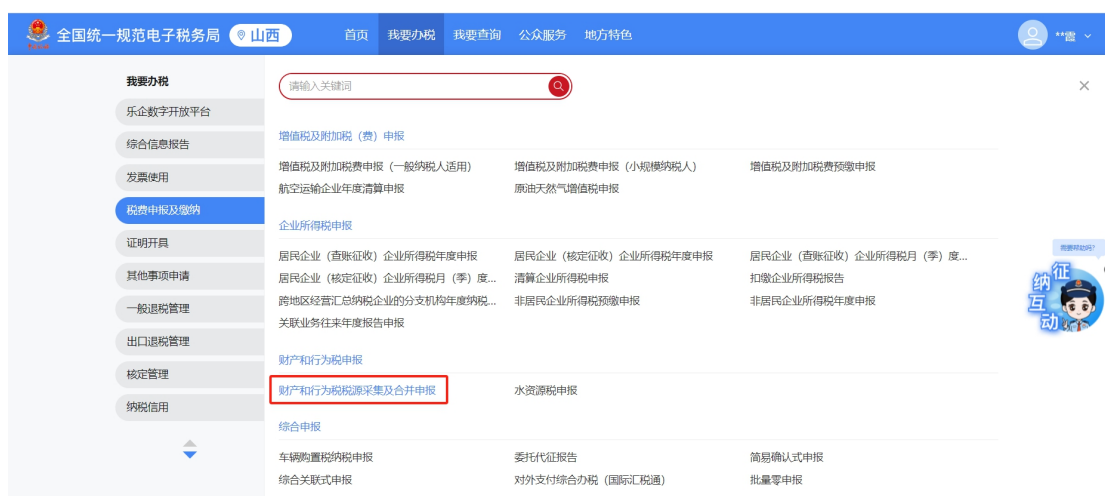 全国统一规范电子税务局 山西 首页 我要办税 我要查询 公众服务 地方特色 **霞
我要办税
乐企数字开放平台
综合信息报告
发票使用
税费申报及缴纳
证明开具
其他事项申请
一般退税管理
出口退税管理
核定管理
纳税信用
请输入关键词
增值税及附加税（费）申报
增值税及附加税费申报（一般纳税人适用） 增值税及附加税费申报（小规模纳税人） 增值税及附加税费预缴申报
航空运输企业年度清算申报 原油天然气增值税申报
企业所得税申报
居民企业（查账征收）企业所得税年度申报 居民企业（核定征收）企业所得税年度申报 居民企业（查账征收）企业所得税月（季）度...
居民企业（核定征收）企业所得税月（季）度... 清算企业所得税申报 扣缴企业所得税报告
跨地区经营汇总纳税企业的分支机构年度纳税... 非居民企业所得税预缴申报 非居民企业所得税年度申报
关联业务往来年度报告申报
财产和行为税申报
财产和行为税税源采集及合并申报 水资源税申报
综合申报
车辆购置税纳税申报 委托代征报告 简易确认式申报
综合关联式申报 对外支付综合办税（国际汇税通） 批量零申报
我要帮助吗?
征纳互动